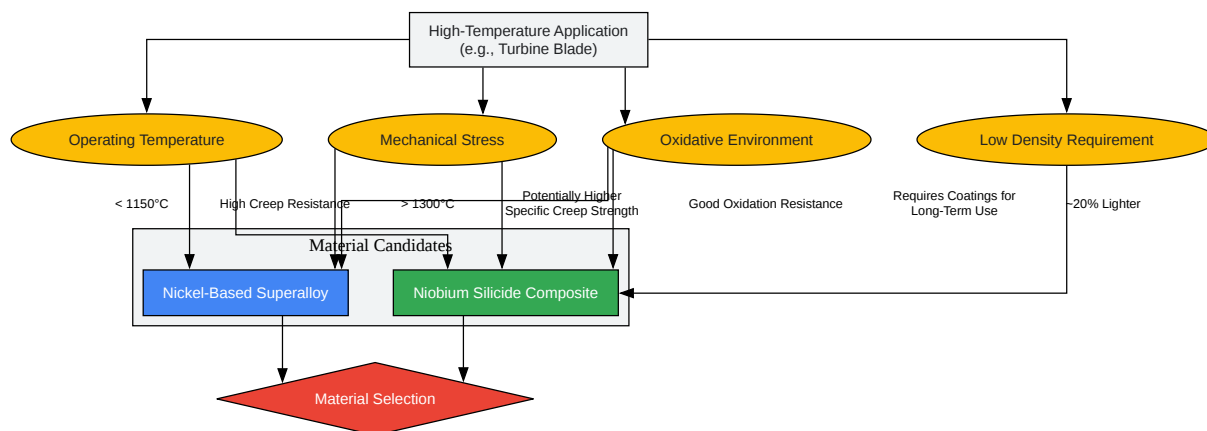 High-Temperature Application
(e.g., Turbine Blade)
Operating Temperature
Mechanical Stress
Oxidative Environment
Low Density Requirement
< 1150°C
High Creep Resistance
> 1300°C
Potentially Higher
Specific Creep Strength
Good Oxidation Resistance
Requires Coatings for
Long-Term Use
~20% Lighter
Material Candidates
Nickel-Based Superalloy
Niobium Silicide Composite
Material Selection